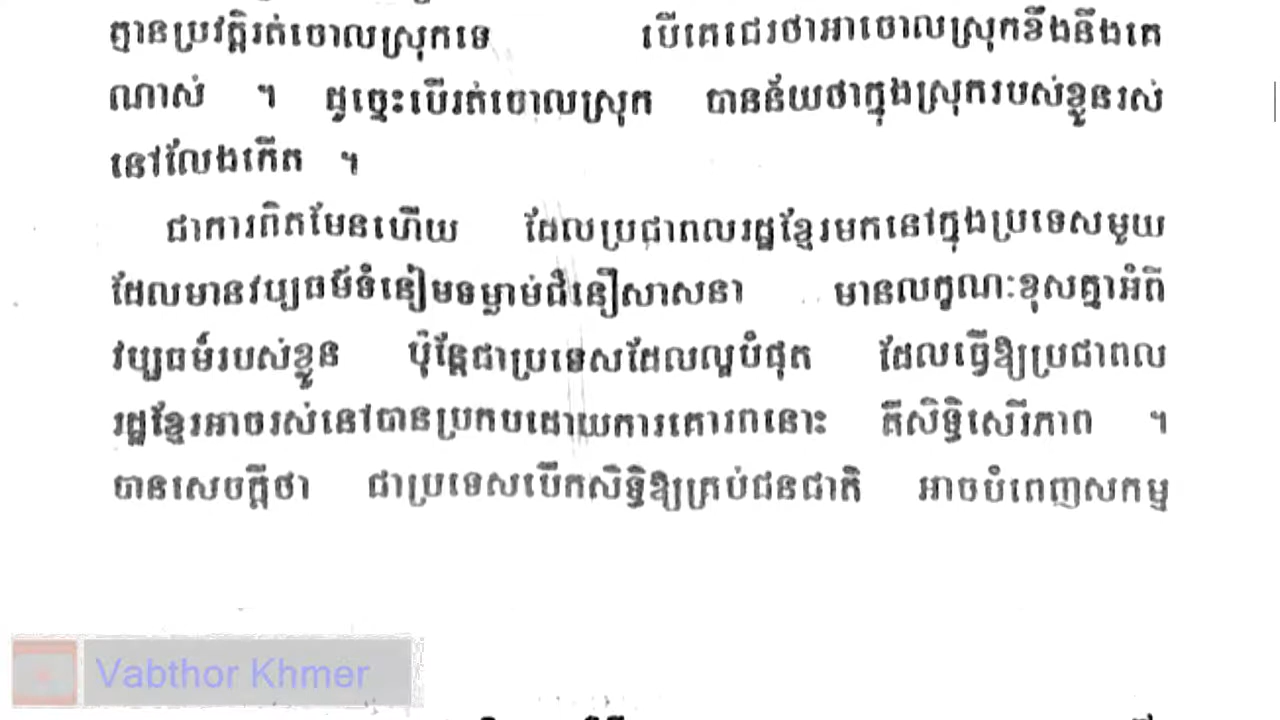 គ្មានប្រវត្តិរត់ចោលស្រុកទេ បើគេជេរថាអាចោលស្រុកខឹងនឹងគេ
ណាស់ ។ ដូច្នេះបើរត់ចោលស្រុក បានន័យថាក្នុងស្រុករបស់ខ្លួនរស់
នៅលែងកើត ។
ជាការពិតមែនហើយ ដែលប្រជាពលរដ្ឋខ្មែរមកនៅក្នុងប្រទេសមួយ
ដែលមានវប្បធម៌ទំនៀមទម្លាប់ជំនឿសាសនា មានលក្ខណៈខុសគ្នាអំពី
វប្បធម៌របស់ខ្លួន ប៉ុន្តែជាប្រទេសដែលល្អបំផុត ដែលធ្វើឱ្យប្រជាពល
រដ្ឋខ្មែរអាចរស់នៅបានប្រកបដោយការគោរពនោះ គឺសិទ្ធិសេរីភាព ។
បានសេចក្តីថា ជាប្រទេសបើកសិទ្ធិឱ្យគ្រប់ជនជាតិ អាចបំពេញសកម្ម
Vabthor Khmer